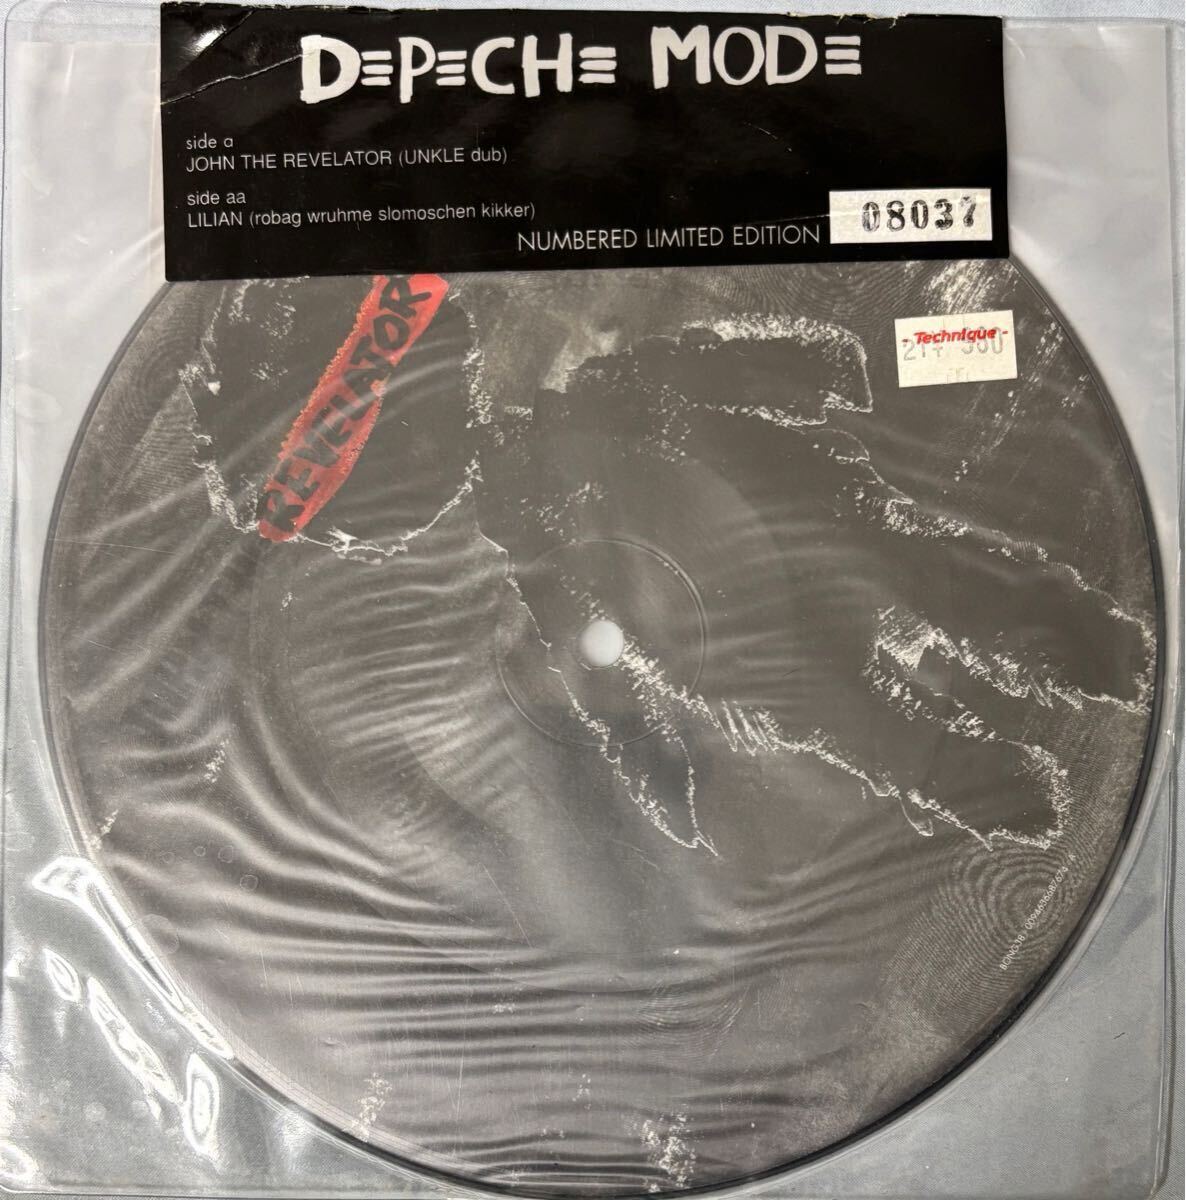 DEPECHE MODE
side a
JOHN THE REVELATOR (UNKLE dub)
side aa
LILIAN (robag wruhme slomoschen kikker)
NUMBERED LIMITED EDITION
08037
REVELATOR
- Technique -
BONG38